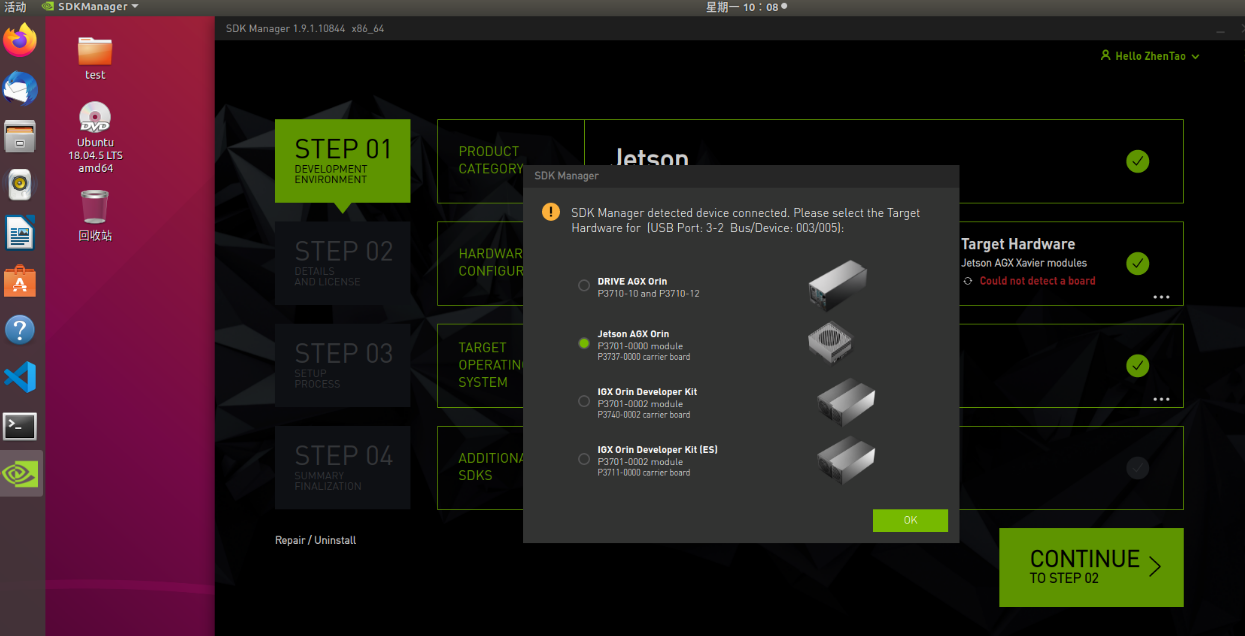 活动
SDKManager
星期一 10：08
SDK Manager 1.9.1.10844 x86_64
Hello ZhenTao
test
DVD
Ubuntu
18.04.5 LTS
amd64
回收站
STEP 01
DEVELOPMENT
ENVIRONMENT
STEP 02
DETAILS
AND LICENSE
STEP 03
SETUP
PROCESS
STEP 04
SUMMARY
FINALIZATION
Repair / Uninstall
PRODUCT
CATEGORY
Jetson
HARDWAR
CONFIGUR
Target Hardware
Jetson AGX Xavier modules
Could not detect a board
TARGET
OPERATIN
SYSTEM
ADDITIONA
SDKS
SDK Manager
SDK Manager detected device connected. Please select the Target
Hardware for (USB Port: 3-2 Bus/Device: 003/005):
DRIVE AGX Orin
P3710-10 and P3710-12
Jetson AGX Orin
P3701-0000 module
P3737-0000 carrier board
IGX Orin Developer Kit
P3701-0002 module
P3740-0002 carrier board
IGX Orin Developer Kit (ES)
P3701-0002 module
P3711-0000 carrier board
OK
CONTINUE
TO STEP 02